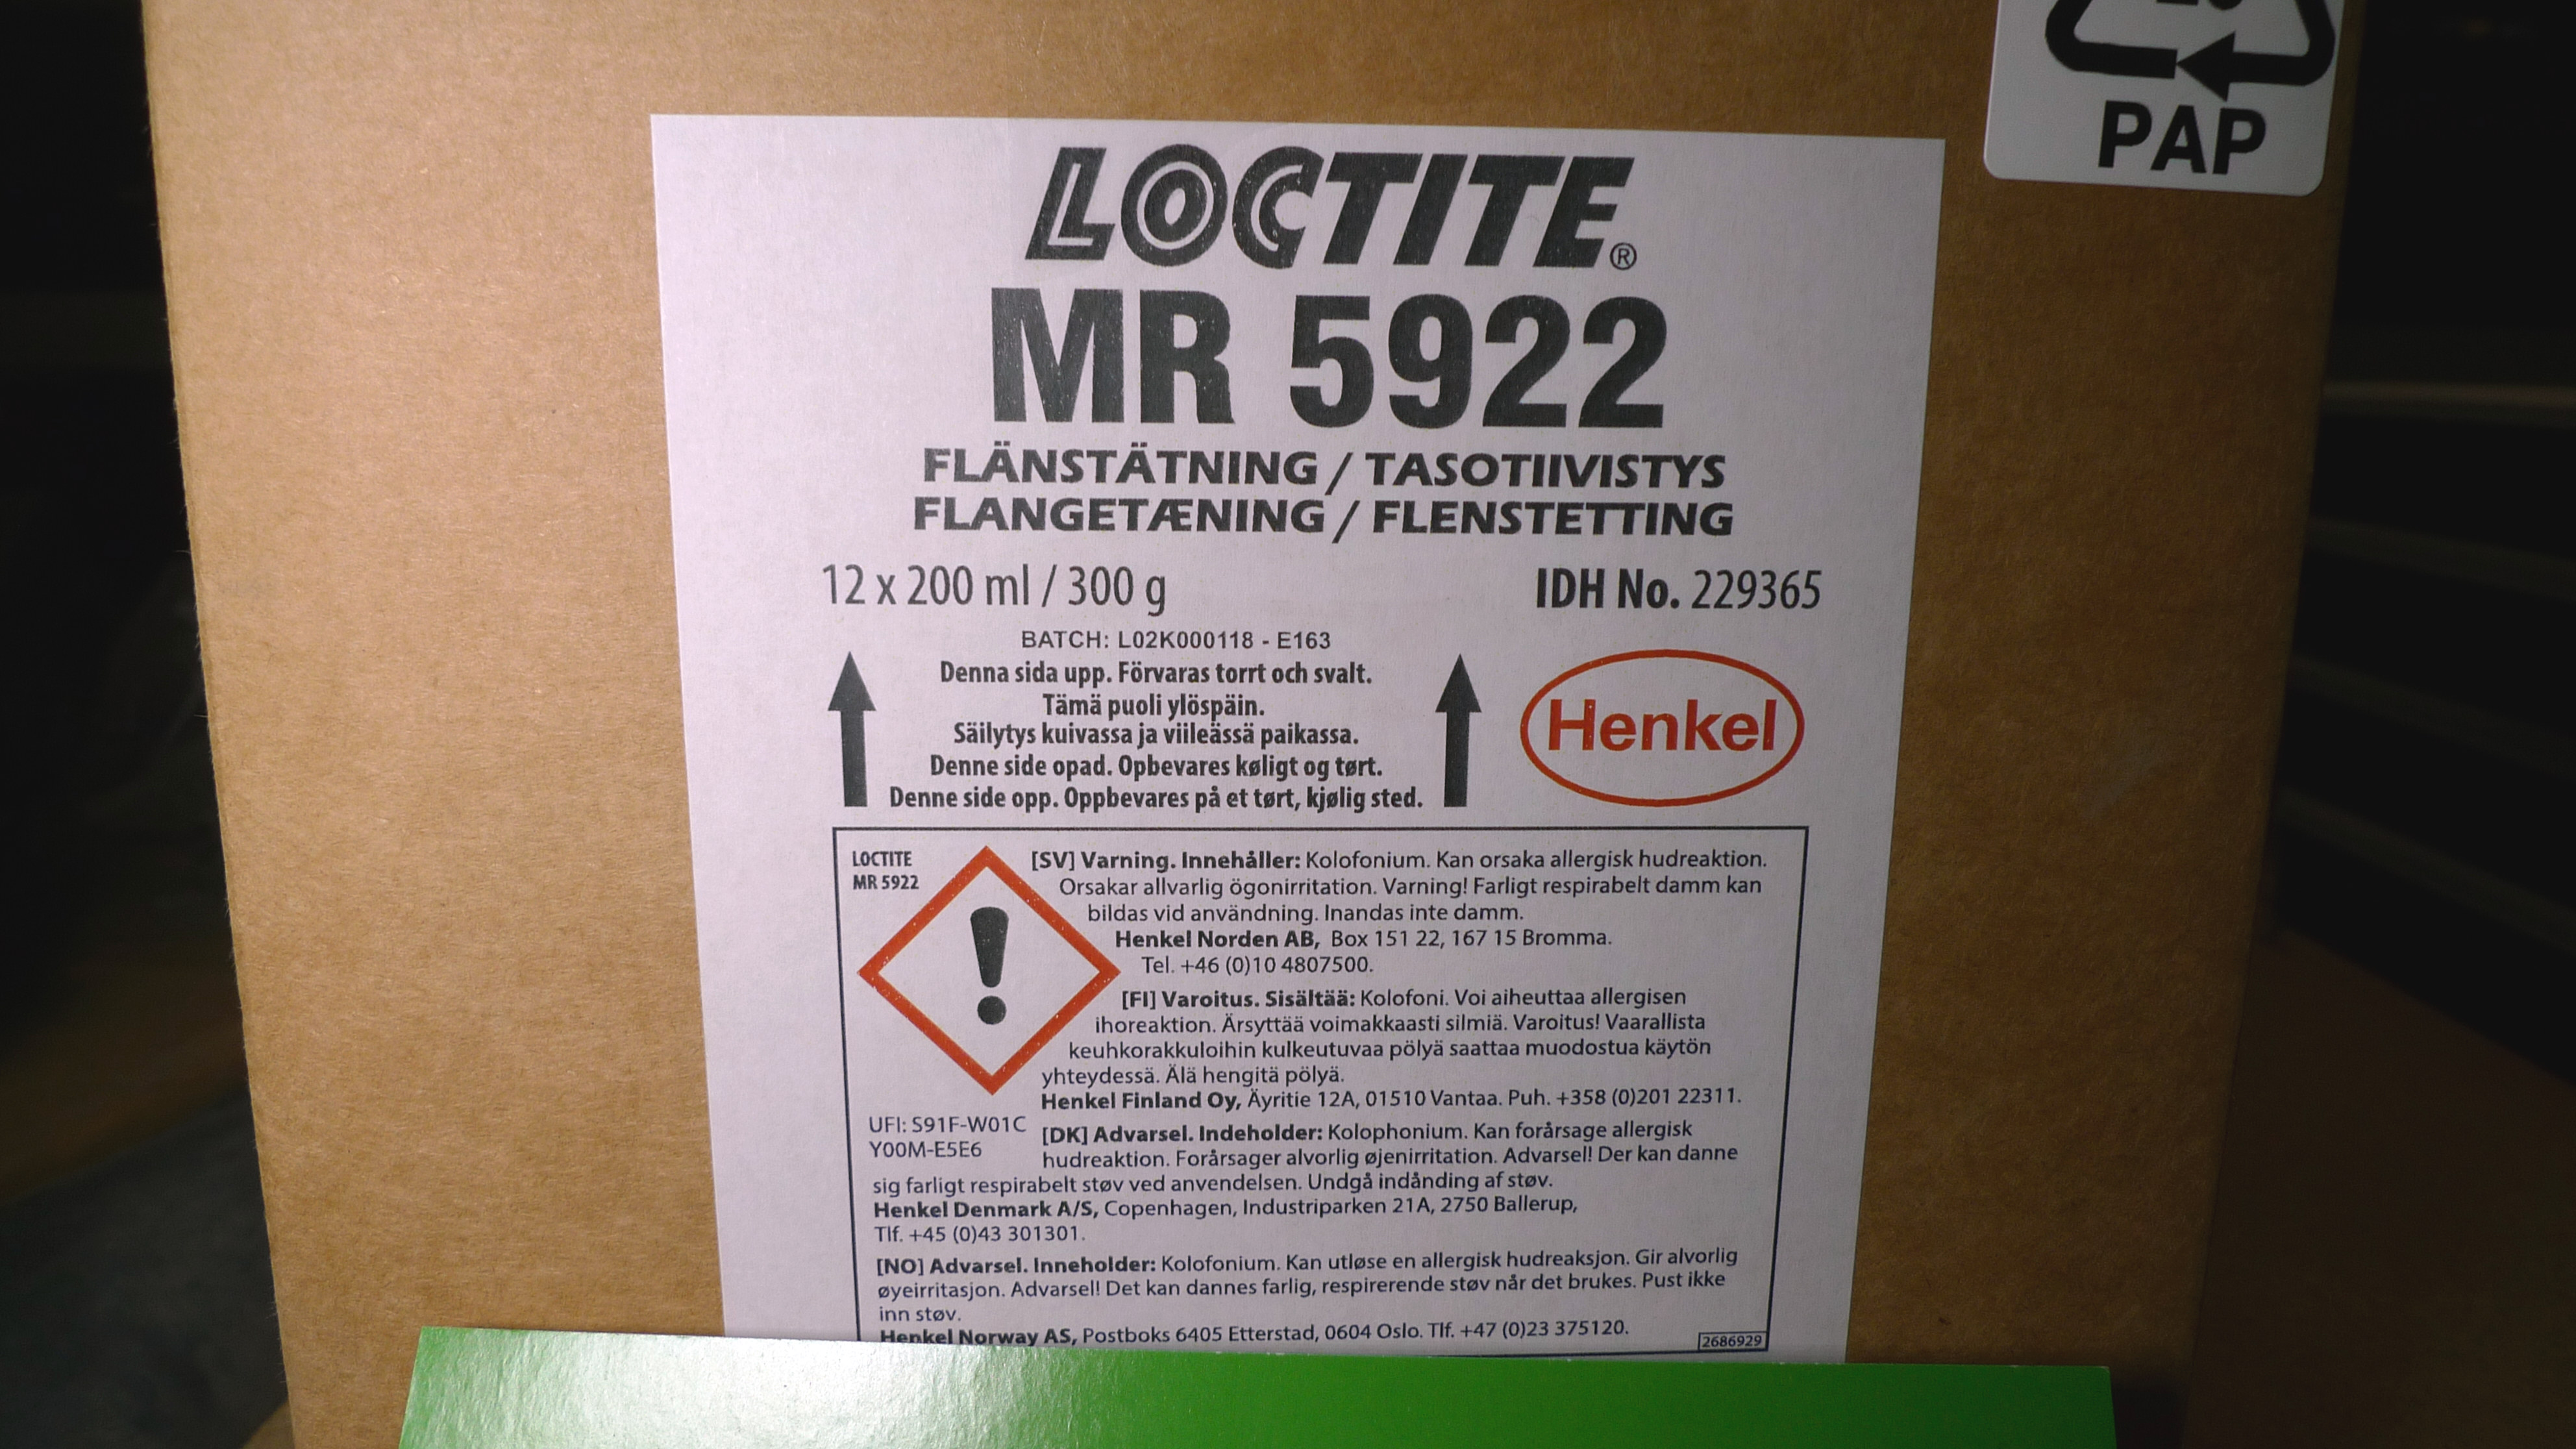 PAP
LOCTITE®
MR 5922
FLÄNSTÄTNING / TASOTIIVISTYS
FLANGETÆNING / FLENSTETTING
12 x 200 ml / 300 g
IDH No. 229365
BATCH: L02K000118 - E163
Denna sida upp. Förvaras torrt och svalt.
Tämä puoli ylöspäin.
Säilytys kuivassa ja viileässä paikassa.
Denne side opad. Opbevares køligt og tørt.
Denne side opp. Oppbevares på et tørt, kjølig sted.
Henkel
LOCTITE
MR 5922
[SV] Varning. Innehåller: Kolofonium. Kan orsaka allergisk hudreaktion.
Orsakar allvarlig ögonirritation. Varning! Farligt respirabelt damm kan
bildas vid användning. Inandas inte damm.
Henkel Norden AB, Box 151 22, 167 15 Bromma.
Tel. +46 (0)10 4807500.
[FI] Varoitus. Sisältää: Kolofoni. Voi aiheuttaa allergisen
ihoreaktion. Ärsyttää voimakkaasti silmiä. Varoitus! Vaarallista
keuhkorakkuloihin kulkeutuvaa pölyä saattaa muodostua käytön
yhteydessä. Älä hengitä pölyä.
Henkel Finland Oy, Äyritie 12A, 01510 Vantaa. Puh. +358 (0)201 22311.
UFI: S91F-W01C
Y00M-E5E6
[DK] Advarsel. Indeholder: Kolophonium. Kan forårsage allergisk
hudreaktion. Forårsager alvorlig øjenirritation. Advarsel! Der kan danne
sig farligt respirabelt støv ved anvendelsen. Undgå indånding af støv.
Henkel Denmark A/S, Copenhagen, Industriparken 21A, 2750 Ballerup,
Tlf. +45 (0)43 301301.
[NO] Advarsel. Inneholder: Kolofonium. Kan utløse en allergisk hudreaksjon. Gir alvorlig
øyeirritasjon. Advarsel! Det kan dannes farlig, respirerende støv når det brukes. Pust ikke
inn støv.
Henkel Norway AS, Postboks 6405 Etterstad, 0604 Oslo. Tlf. +47 (0)23 375120.
2686929